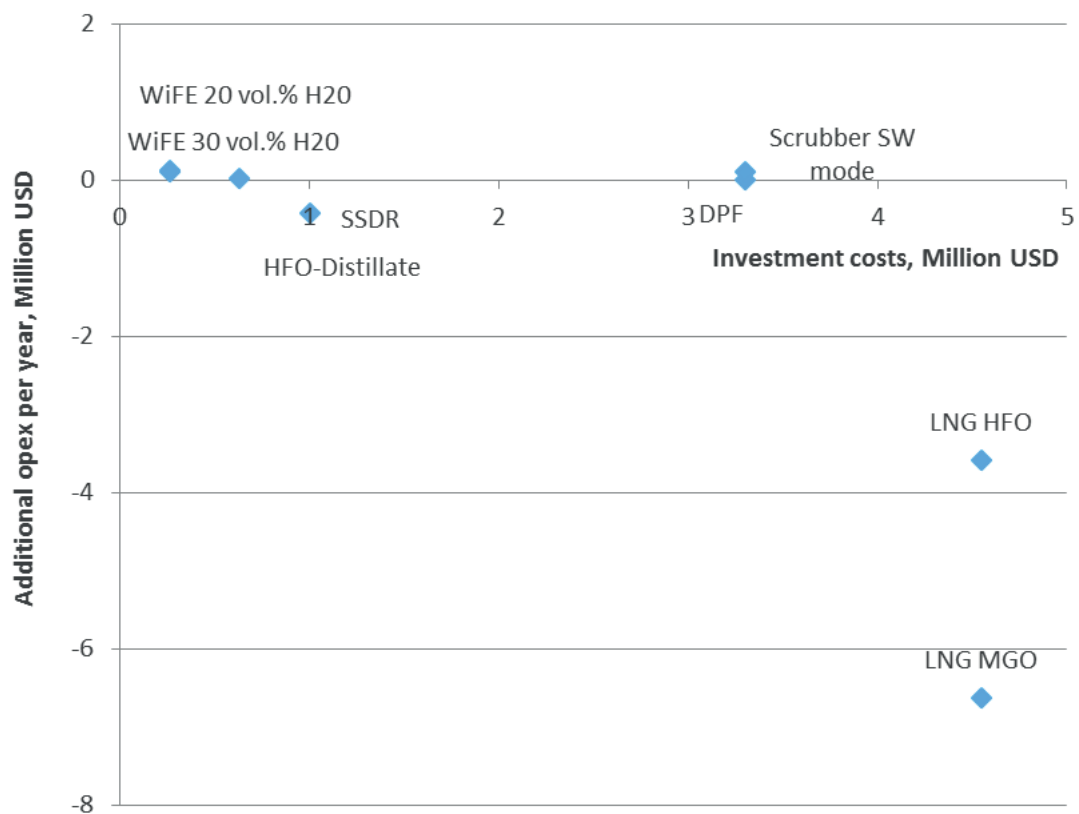 2
WiFE 20 vol.% H20
WiFE 30 vol.% H20
Scrubber SW
mode
0
0
1
2
3
4
5
SSDR
DPF
HFO-Distillate
Investment costs, Million USD
Additional opex per year, Million USD
-2
LNG HFO
-4
-6
LNG MGO
-8